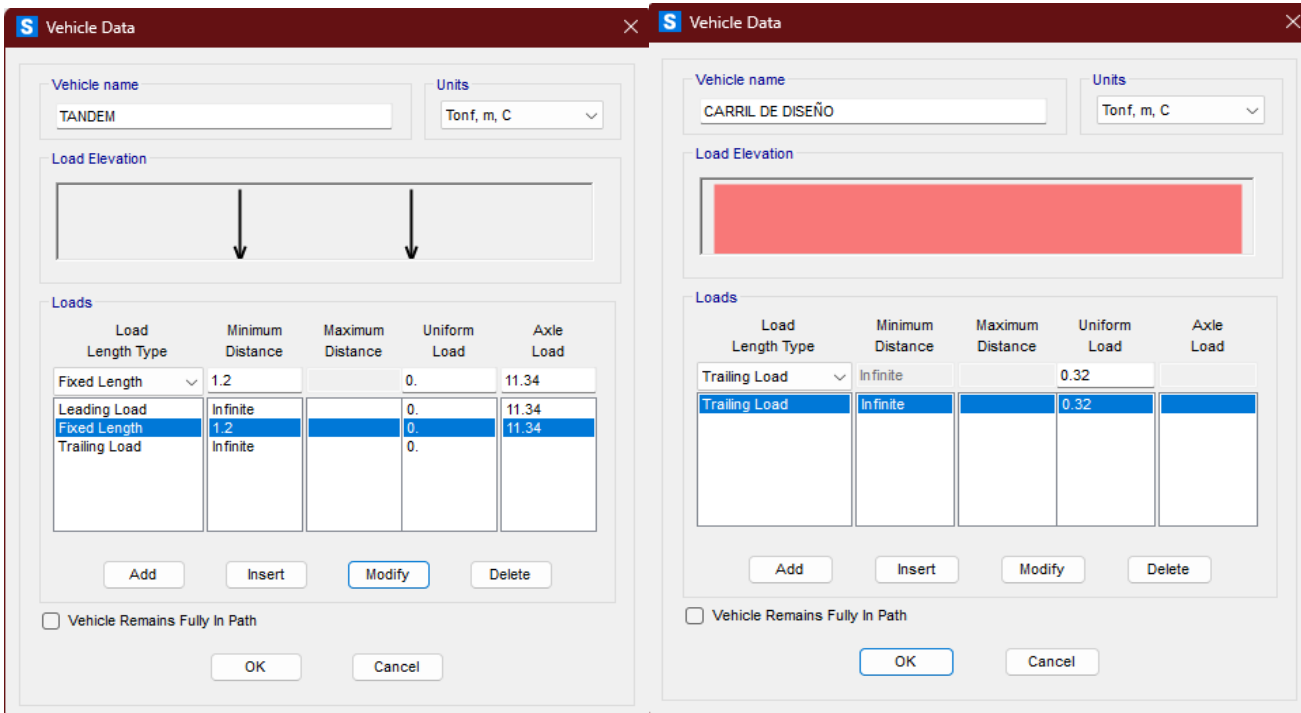 S Vehicle Data
Vehicle name
TANDEM
Units
Tonf, m, C
Load Elevation
Loads
Load Length Type Minimum Distance Maximum Distance Uniform Load Axle Load
Fixed Length 1.2 0. 11.34
Leading Load Infinite 0. 11.34
Fixed Length 1.2 0. 11.34
Trailing Load Infinite 0.
Add Insert Modify Delete
Vehicle Remains Fully In Path
OK Cancel
S Vehicle Data
Vehicle name
CARRIL DE DISEÑO
Units
Tonf, m, C
Load Elevation
Loads
Load Length Type Minimum Distance Maximum Distance Uniform Load Axle Load
Trailing Load Infinite 0.32
Trailing Load Infinite 0.32
Add Insert Modify Delete
Vehicle Remains Fully In Path
OK Cancel